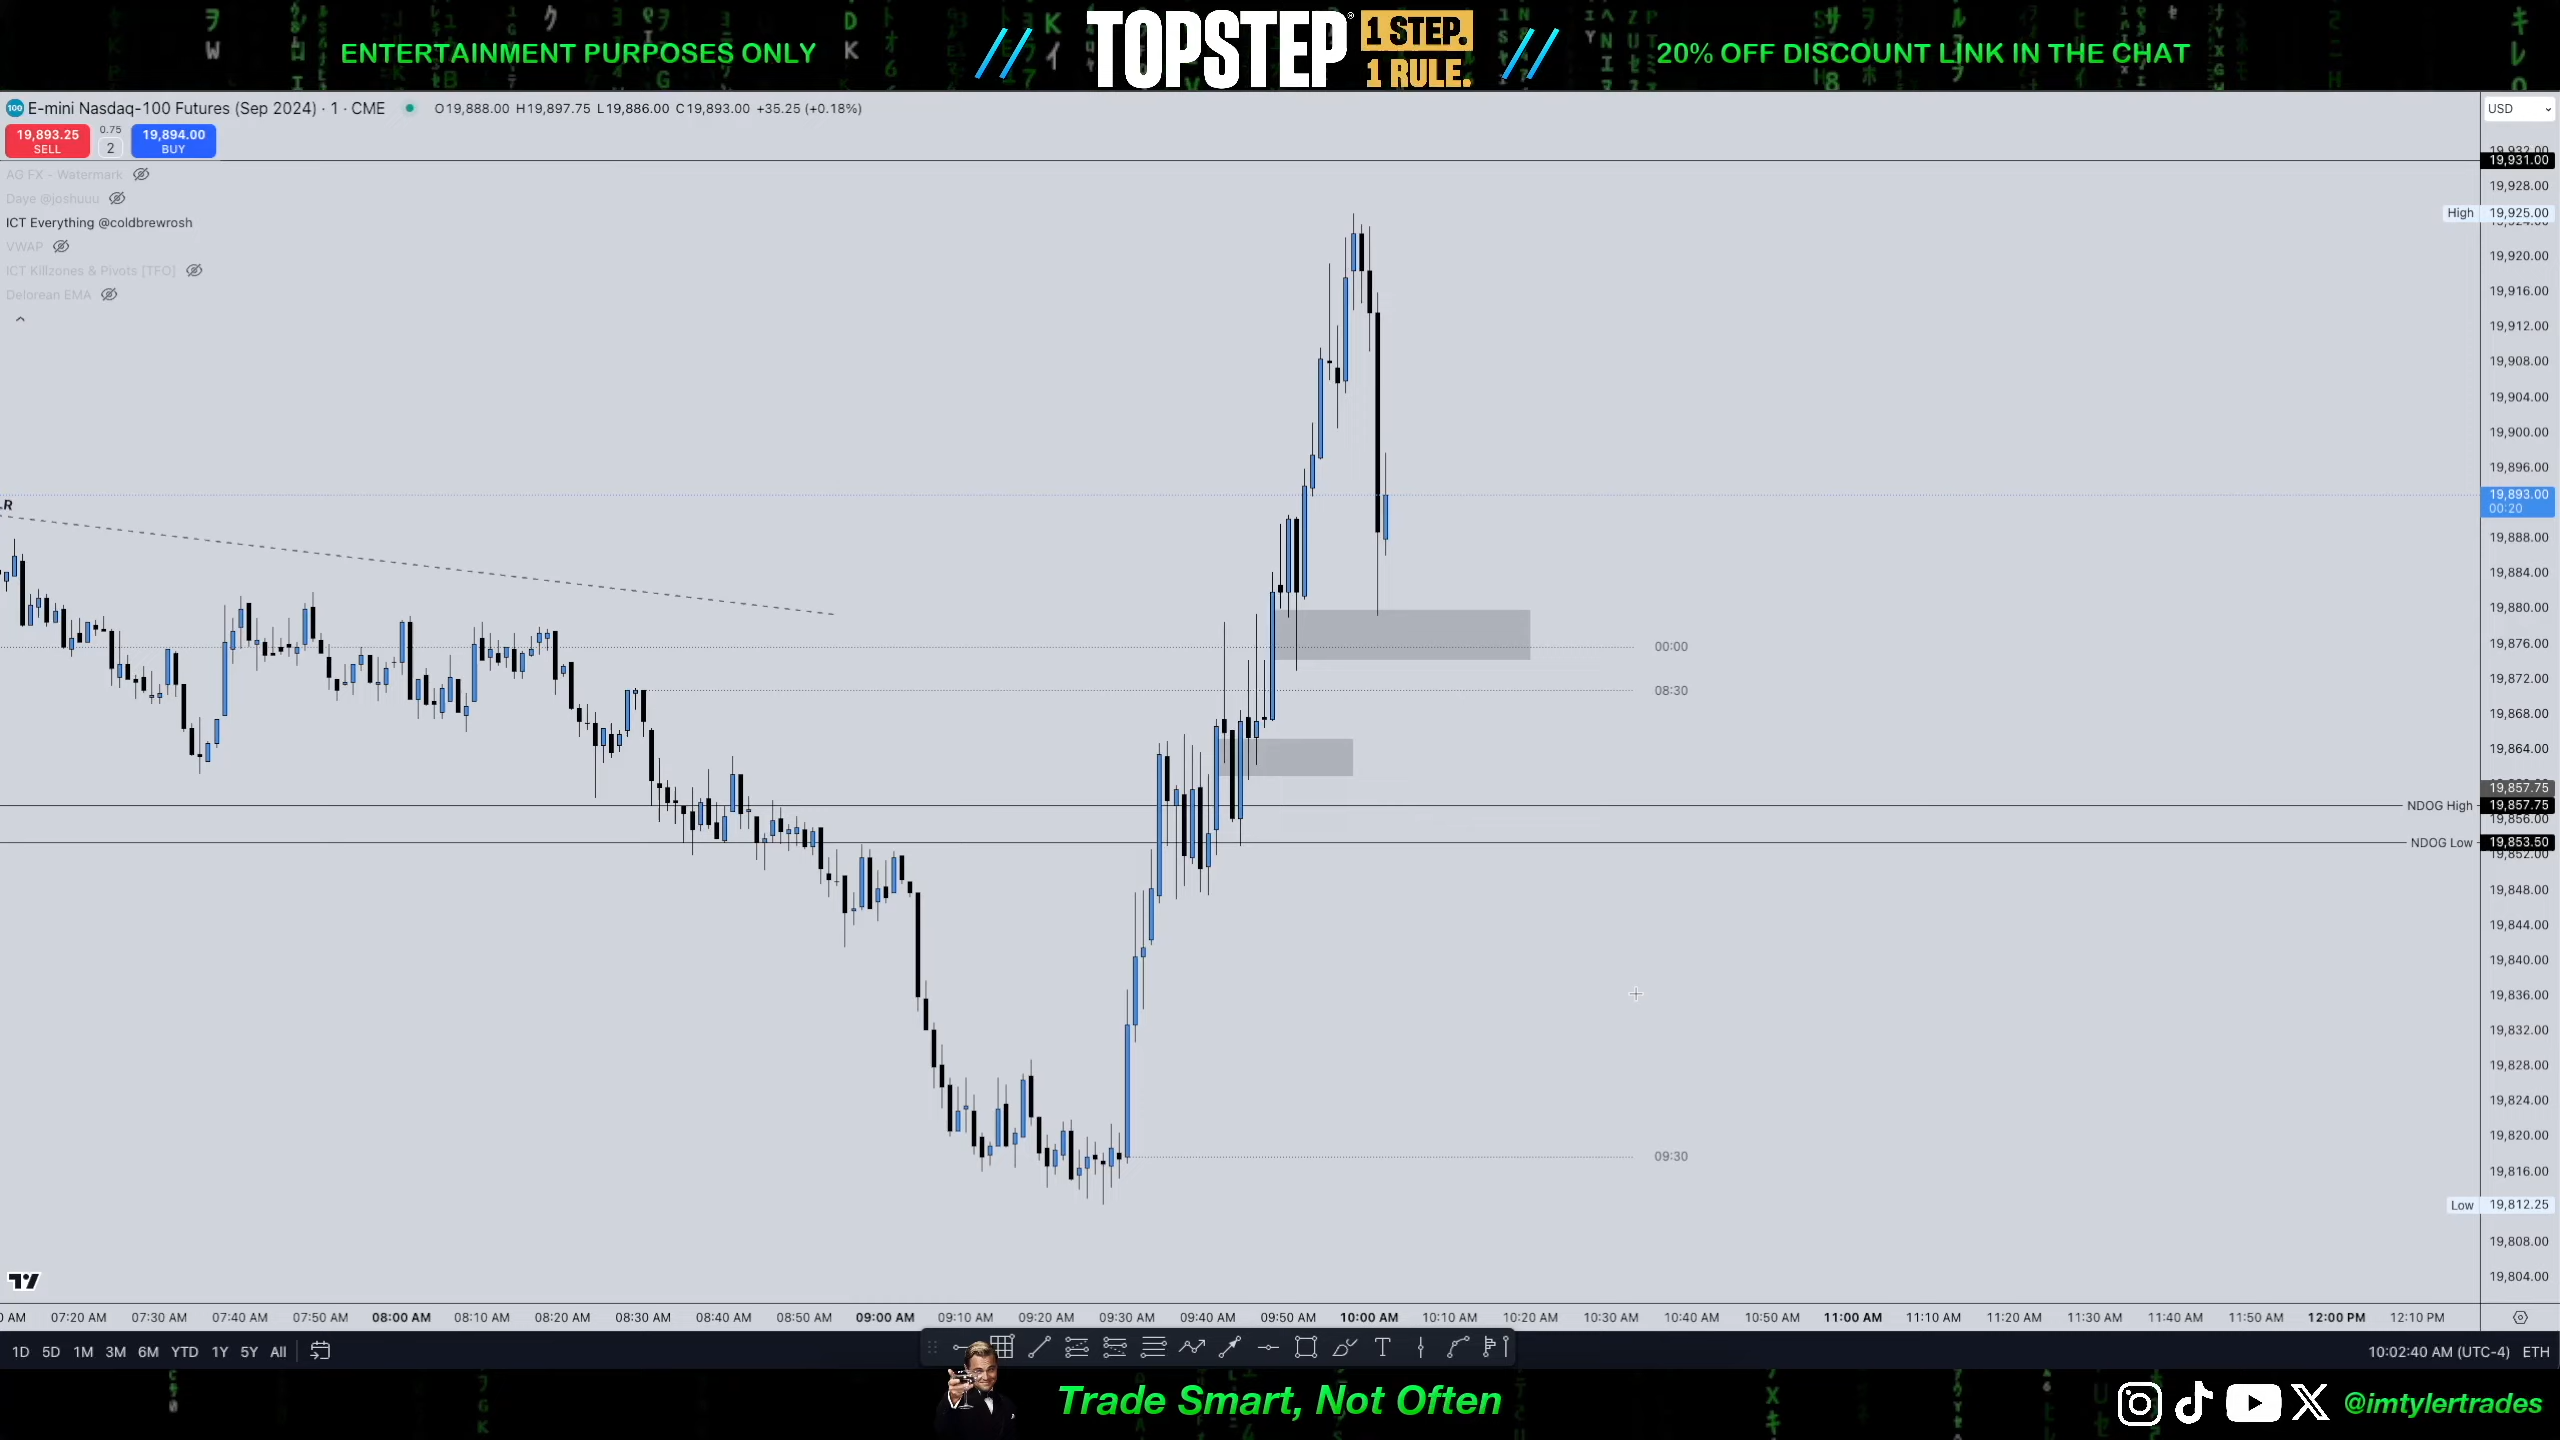 ENTERTAINMENT PURPOSES ONLY
TOPSTEP®
1 STEP.
1 RULE.
20% OFF DISCOUNT LINK IN THE CHAT
E-mini Nasdaq-100 Futures (Sep 2024) · 1 · CME
O19,888.00 H19,897.75 L19,886.00 C19,893.00 +35.25 (+0.18%)
USD
19,893.25
SELL
0.75
2
19,894.00
BUY
AG FX - Watermark
Daye @joshuuu
ICT Everything @coldbrewrosh
VWAP
ICT Killzones & Pivots [TFO]
Delorean EMA
19,931.00
19,928.00
High 19,925.00
19,920.00
19,916.00
19,912.00
19,908.00
19,904.00
19,900.00
19,896.00
19,893.00
00:20
19,888.00
19,884.00
19,880.00
19,876.00
19,872.00
19,868.00
19,864.00
19,857.75
NDOG High 19,857.75
19,856.00
NDOG Low 19,853.50
19,852.00
19,848.00
19,844.00
19,840.00
19,836.00
19,832.00
19,828.00
19,824.00
19,820.00
19,816.00
Low 19,812.25
19,808.00
19,804.00
.R
00:00
08:30
09:30
AM 07:20 AM 07:30 AM 07:40 AM 07:50 AM 08:00 AM 08:10 AM 08:20 AM 08:30 AM 08:40 AM 08:50 AM 09:00 AM 09:10 AM 09:20 AM 09:30 AM 09:40 AM 09:50 AM 10:00 AM 10:10 AM 10:20 AM 10:30 AM 10:40 AM 10:50 AM 11:00 AM 11:10 AM 11:20 AM 11:30 AM 11:40 AM 11:50 AM 12:00 PM 12:10 PM
1D 5D 1M 3M 6M YTD 1Y 5Y All
10:02:40 AM (UTC-4) ETH
Trade Smart, Not Often
@imtylertrades